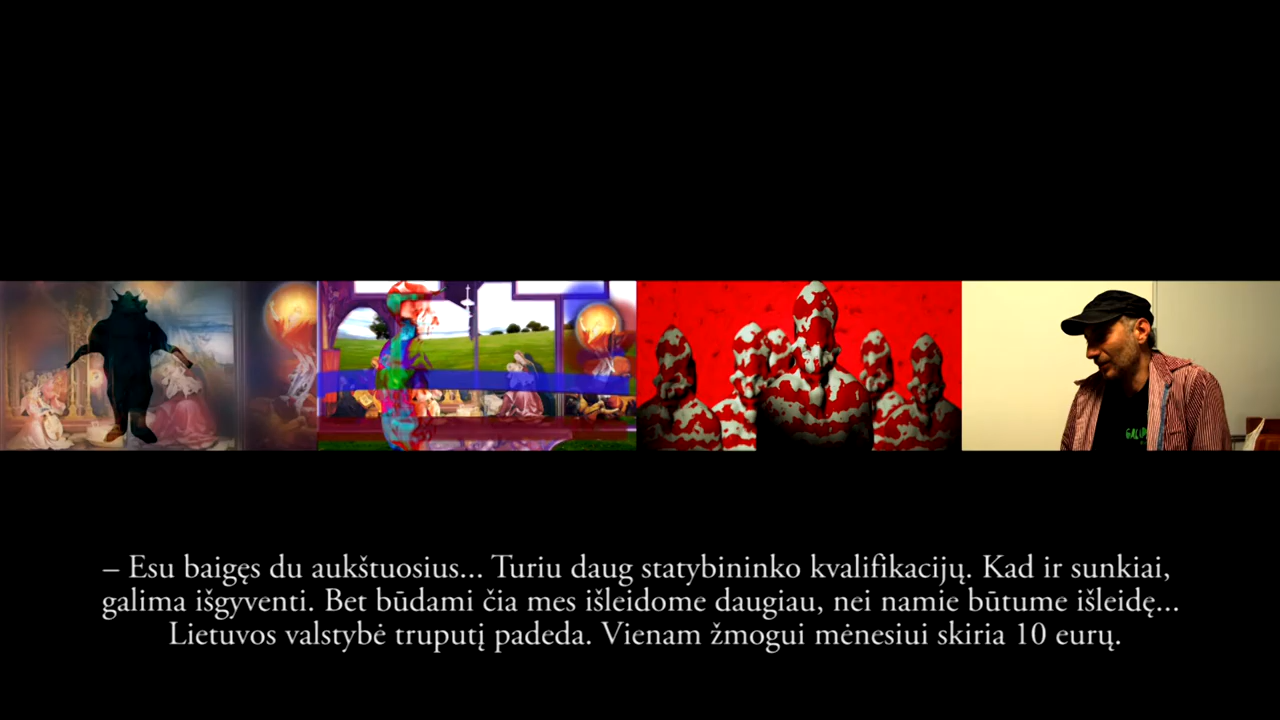 – Esu baigęs du aukštuosius... Turiu daug statybininko kvalifikacijų. Kad ir sunkiai,
galima išgyventi. Bet būdami čia mes išleidome daugiau, nei namie būtume išleidę...
Lietuvos valstybė truputį padeda. Vienam žmogui mėnesiui skiria 10 eurų.